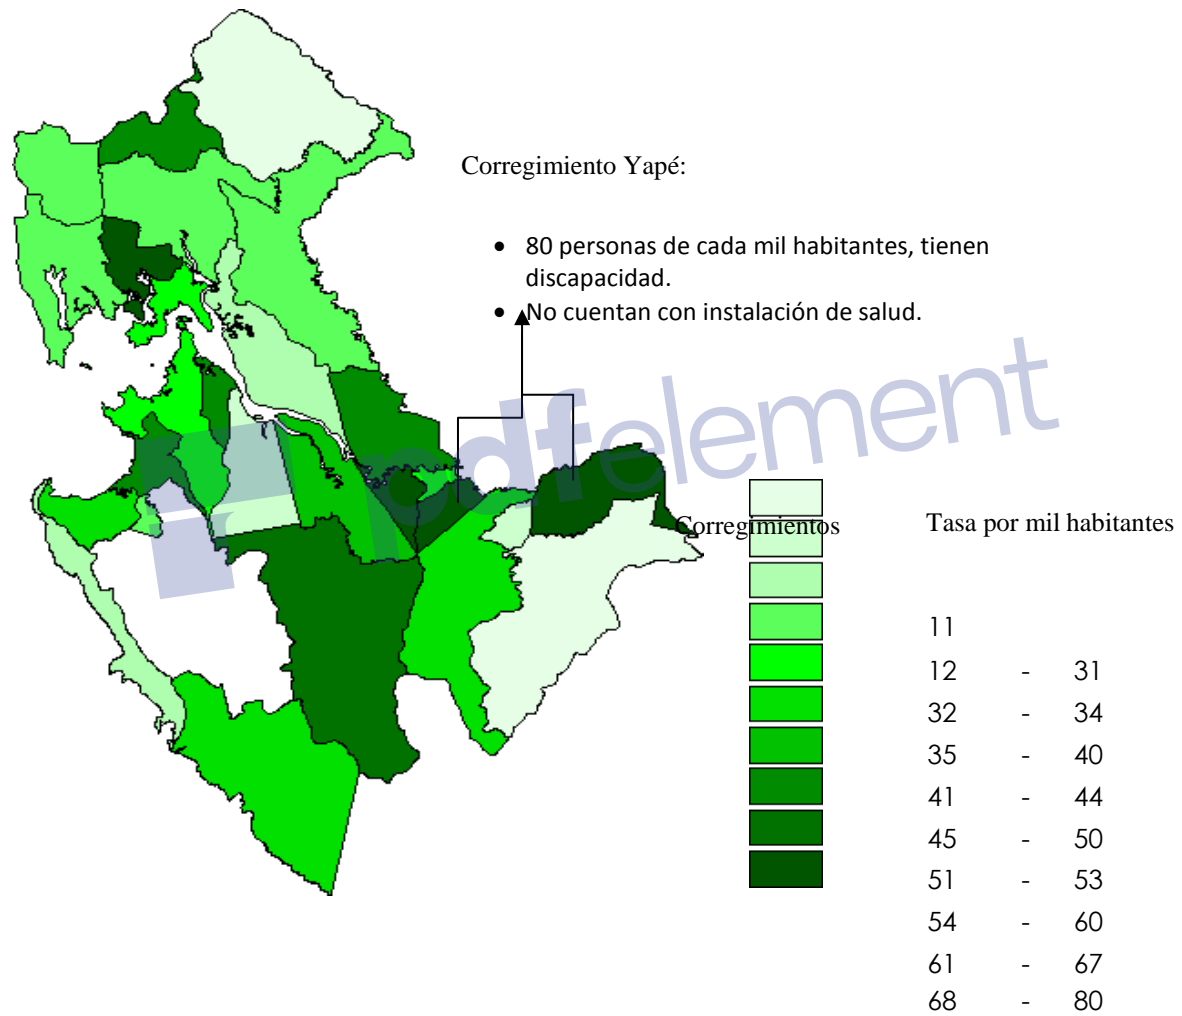 Corregimiento Yapé:
• 80 personas de cada mil habitantes, tienen
discapacidad.
• No cuentan con instalación de salud.
pdfelement
Corregimientos
Tasa por mil habitantes
11
12 - 31
32 - 34
35 - 40
41 - 44
45 - 50
51 - 53
54 - 60
61 - 67
68 - 80